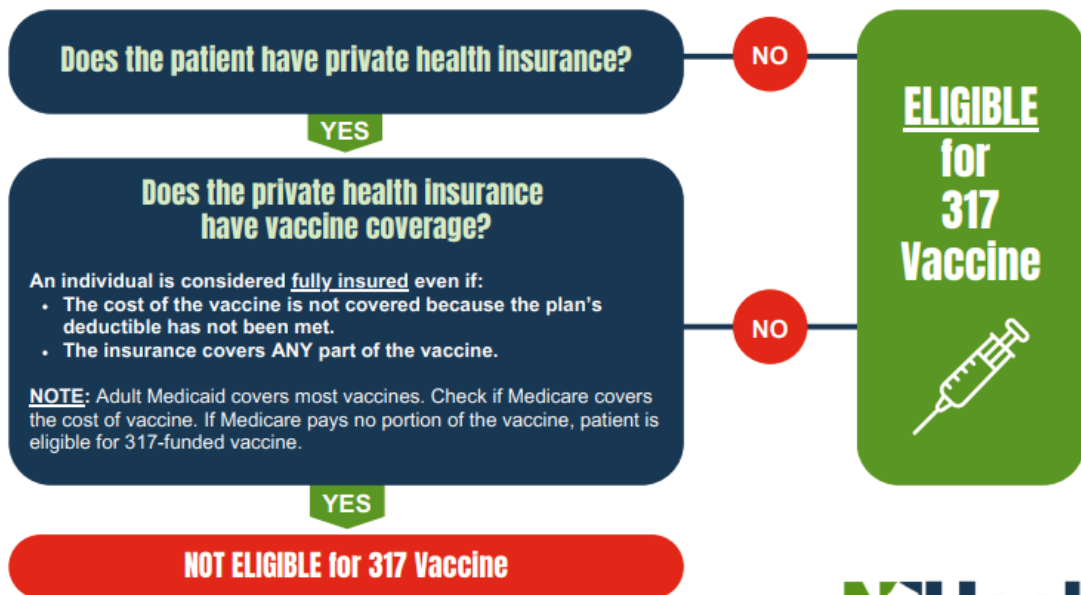 Does the patient have private health insurance?
NO
YES
ELIGIBLE
for
317
Vaccine
Does the private health insurance
have vaccine coverage?
An individual is considered fully insured even if:
• The cost of the vaccine is not covered because the plan's
deductible has not been met.
• The insurance covers ANY part of the vaccine.
NO
NOTE: Adult Medicaid covers most vaccines. Check if Medicare covers
the cost of vaccine. If Medicare pays no portion of the vaccine, patient is
eligible for 317-funded vaccine.
YES
NOT ELIGIBLE for 317 Vaccine